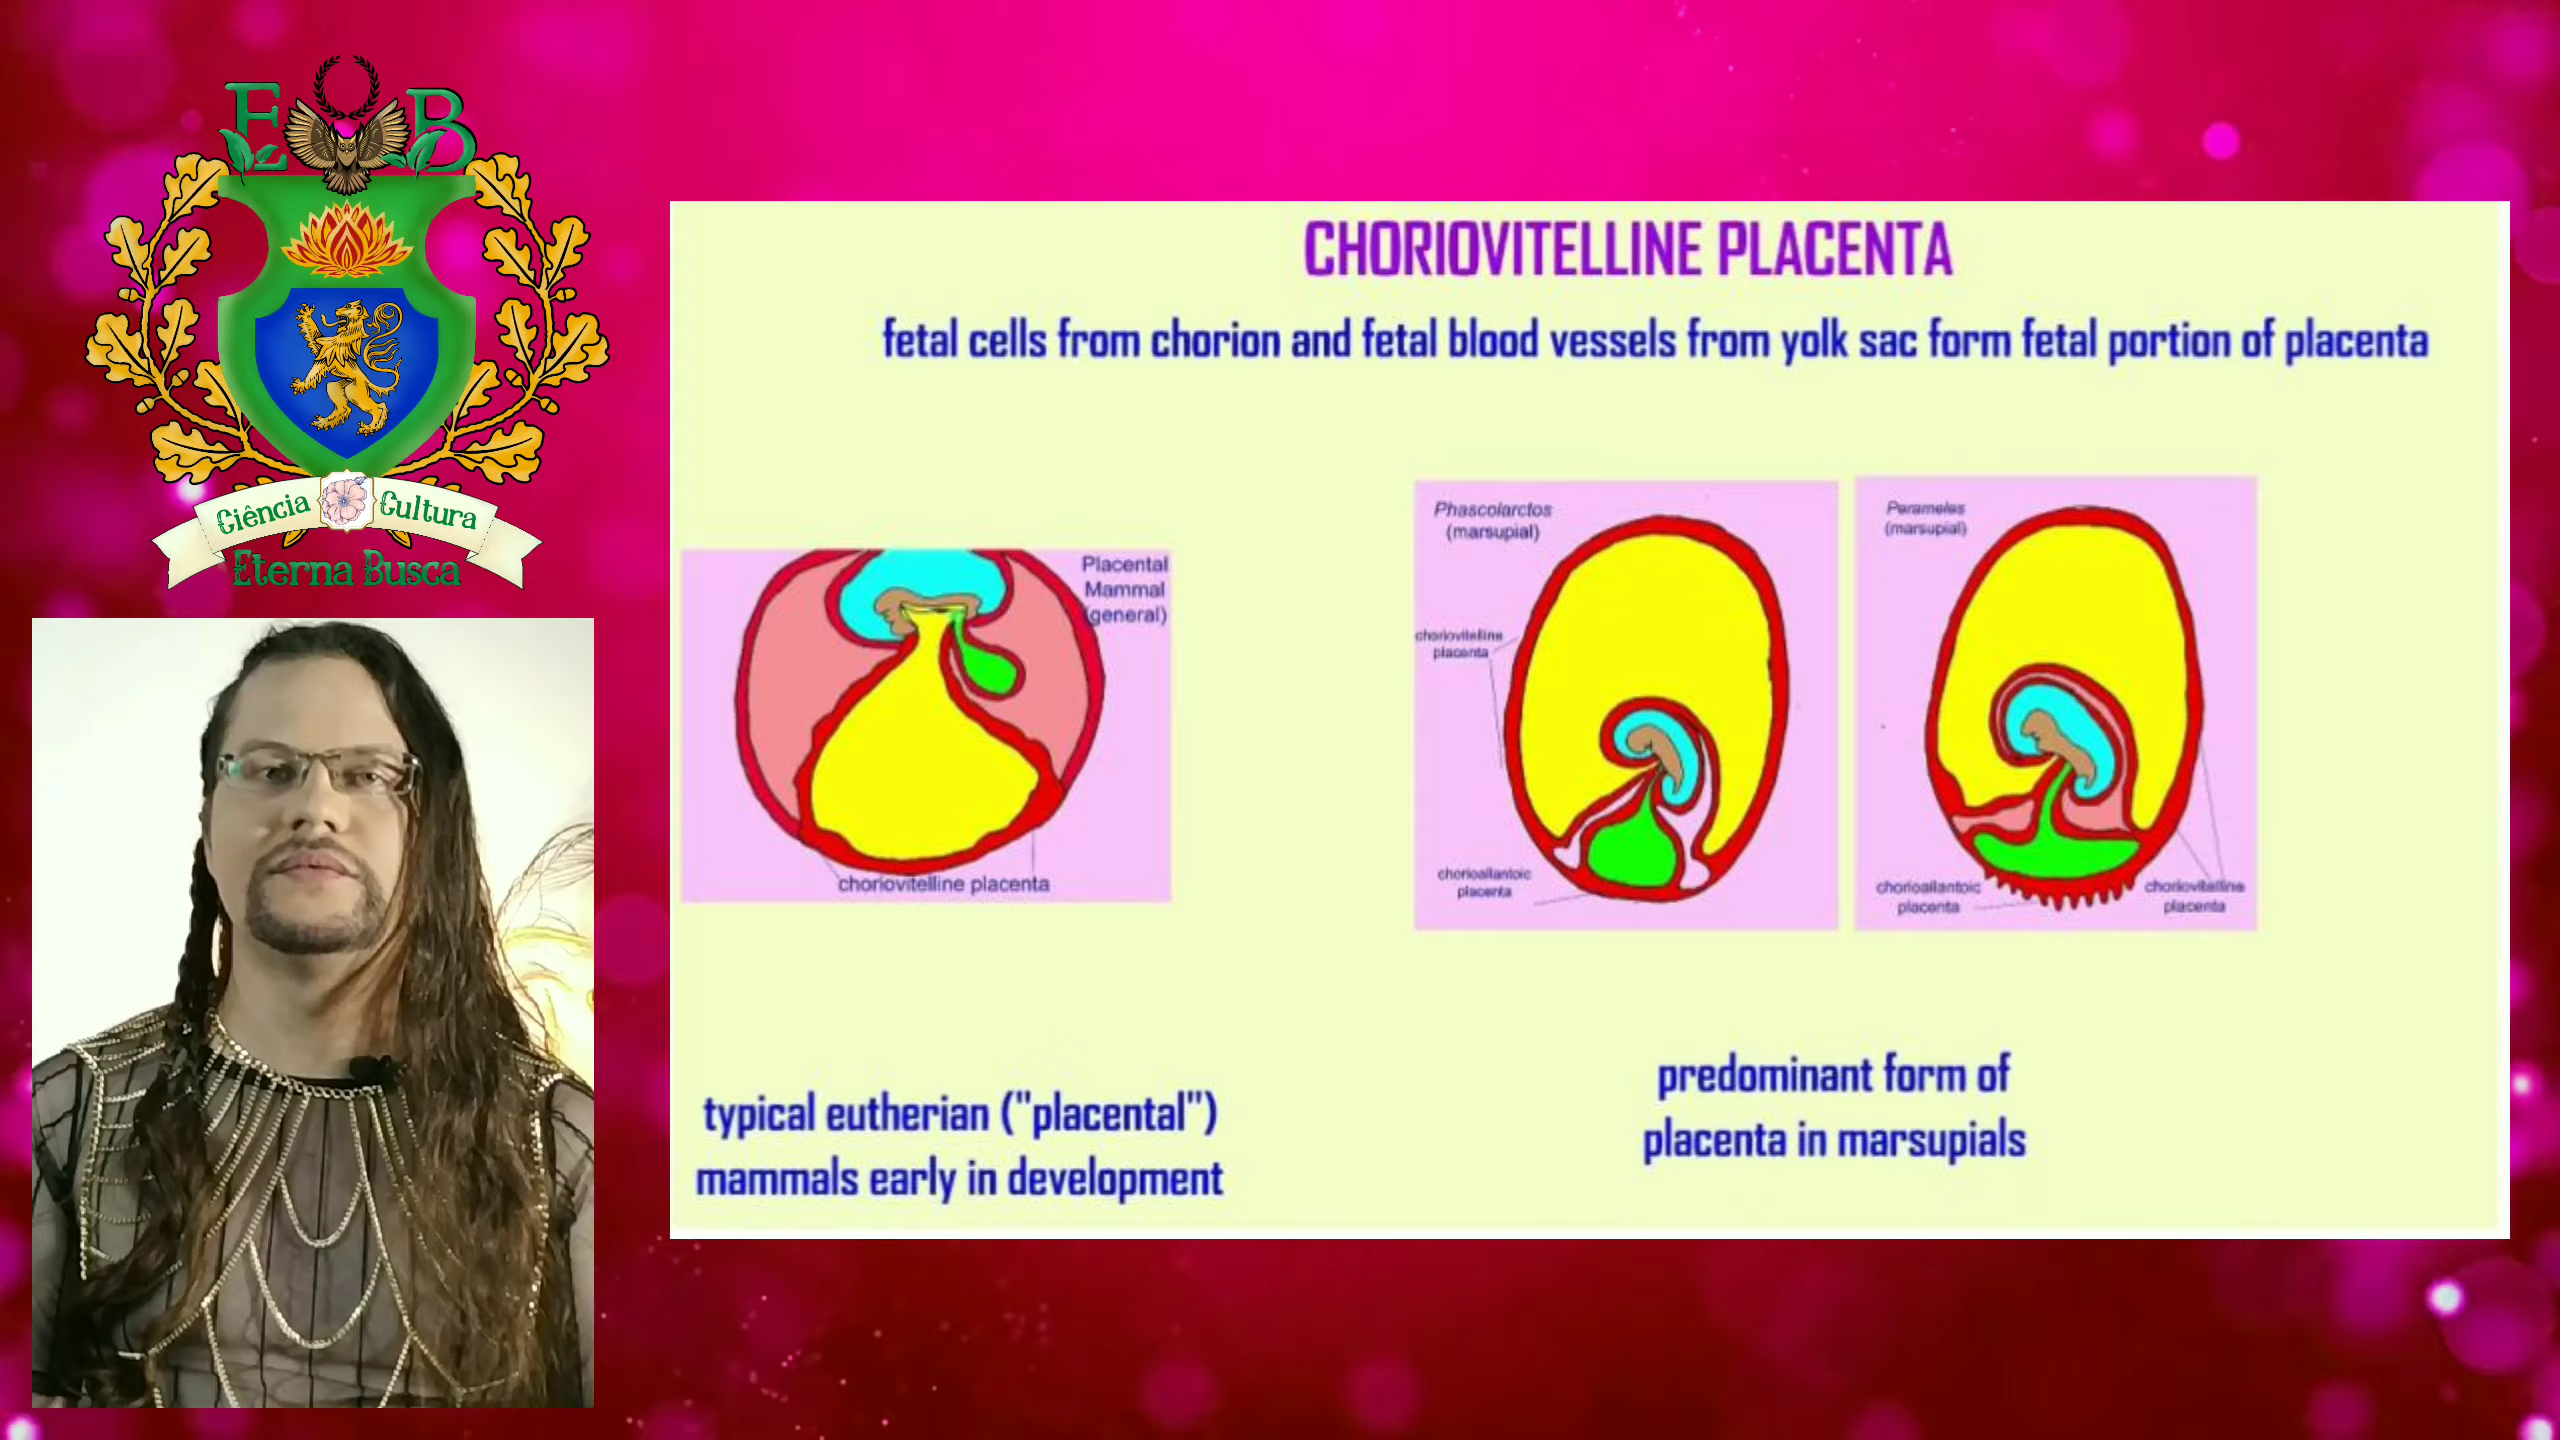 E B
Ciência Cultura
Eterna Busca
CHORIOVITELLINE PLACENTA
fetal cells from chorion and fetal blood vessels from yolk sac form fetal portion of placenta
Placental
Mammal
(general)
choriovitelline placenta
Phascolarctos
(marsupial)
choriovitelline
placenta
chorioallantoic
placenta
Perameles
(marsupial)
chorioallantoic
placenta
choriovitelline
placenta
typical eutherian ("placental")
mammals early in development
predominant form of
placenta in marsupials